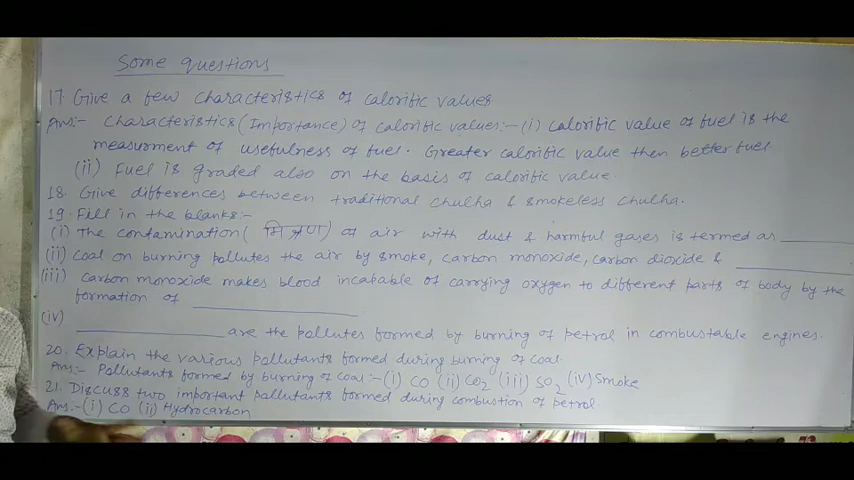 Some questions
17. Give a few characteristics of calorific values
Ans:- Characteristics (Importance) of calorific values:- (i) Calorific value of fuel is the
measurment of usefulness of fuel. Greater calorific value then better fuel.
(ii) Fuel is graded also on the basis of calorific value.
18. Give differences between traditional chulha & smokeless chulha.
19. Fill in the blanks:-
(i) The contamination (मिश्रण) of air with dust & harmful gases is termed as ________
(ii) Coal on burning pollutes the air by smoke, carbon monoxide, carbon dioxide & ________
(iii) Carbon monoxide makes blood incapable of carrying oxygen to different parts of body by the
formation of ________
(iv) ________ are the pollutes formed by burning of petrol in combustable engines.
20. Explain the various pollutants formed during burning of coal.
Ans:- Pollutants formed by burning of coal:- (i) CO (ii) CO2 (iii) SO2 (iv) Smoke
21. Discuss two important pollutants formed during combustion of petrol.
Ans:- (i) CO (ii) Hydrocarbon